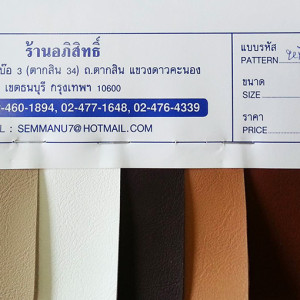 ร้านอภิสิทธิ์
3 (ตากสิน 34) ถ.ตากสิน แขวงดาวคะนอง
เขตธนบุรี กรุงเทพฯ 10600
-460-1894, 02-477-1648, 02-476-4339
L : SEMMANU7@HOTMAIL.COM
แบบรหัส
PATTERN
ขนาด
SIZE
ราคา
PRICE